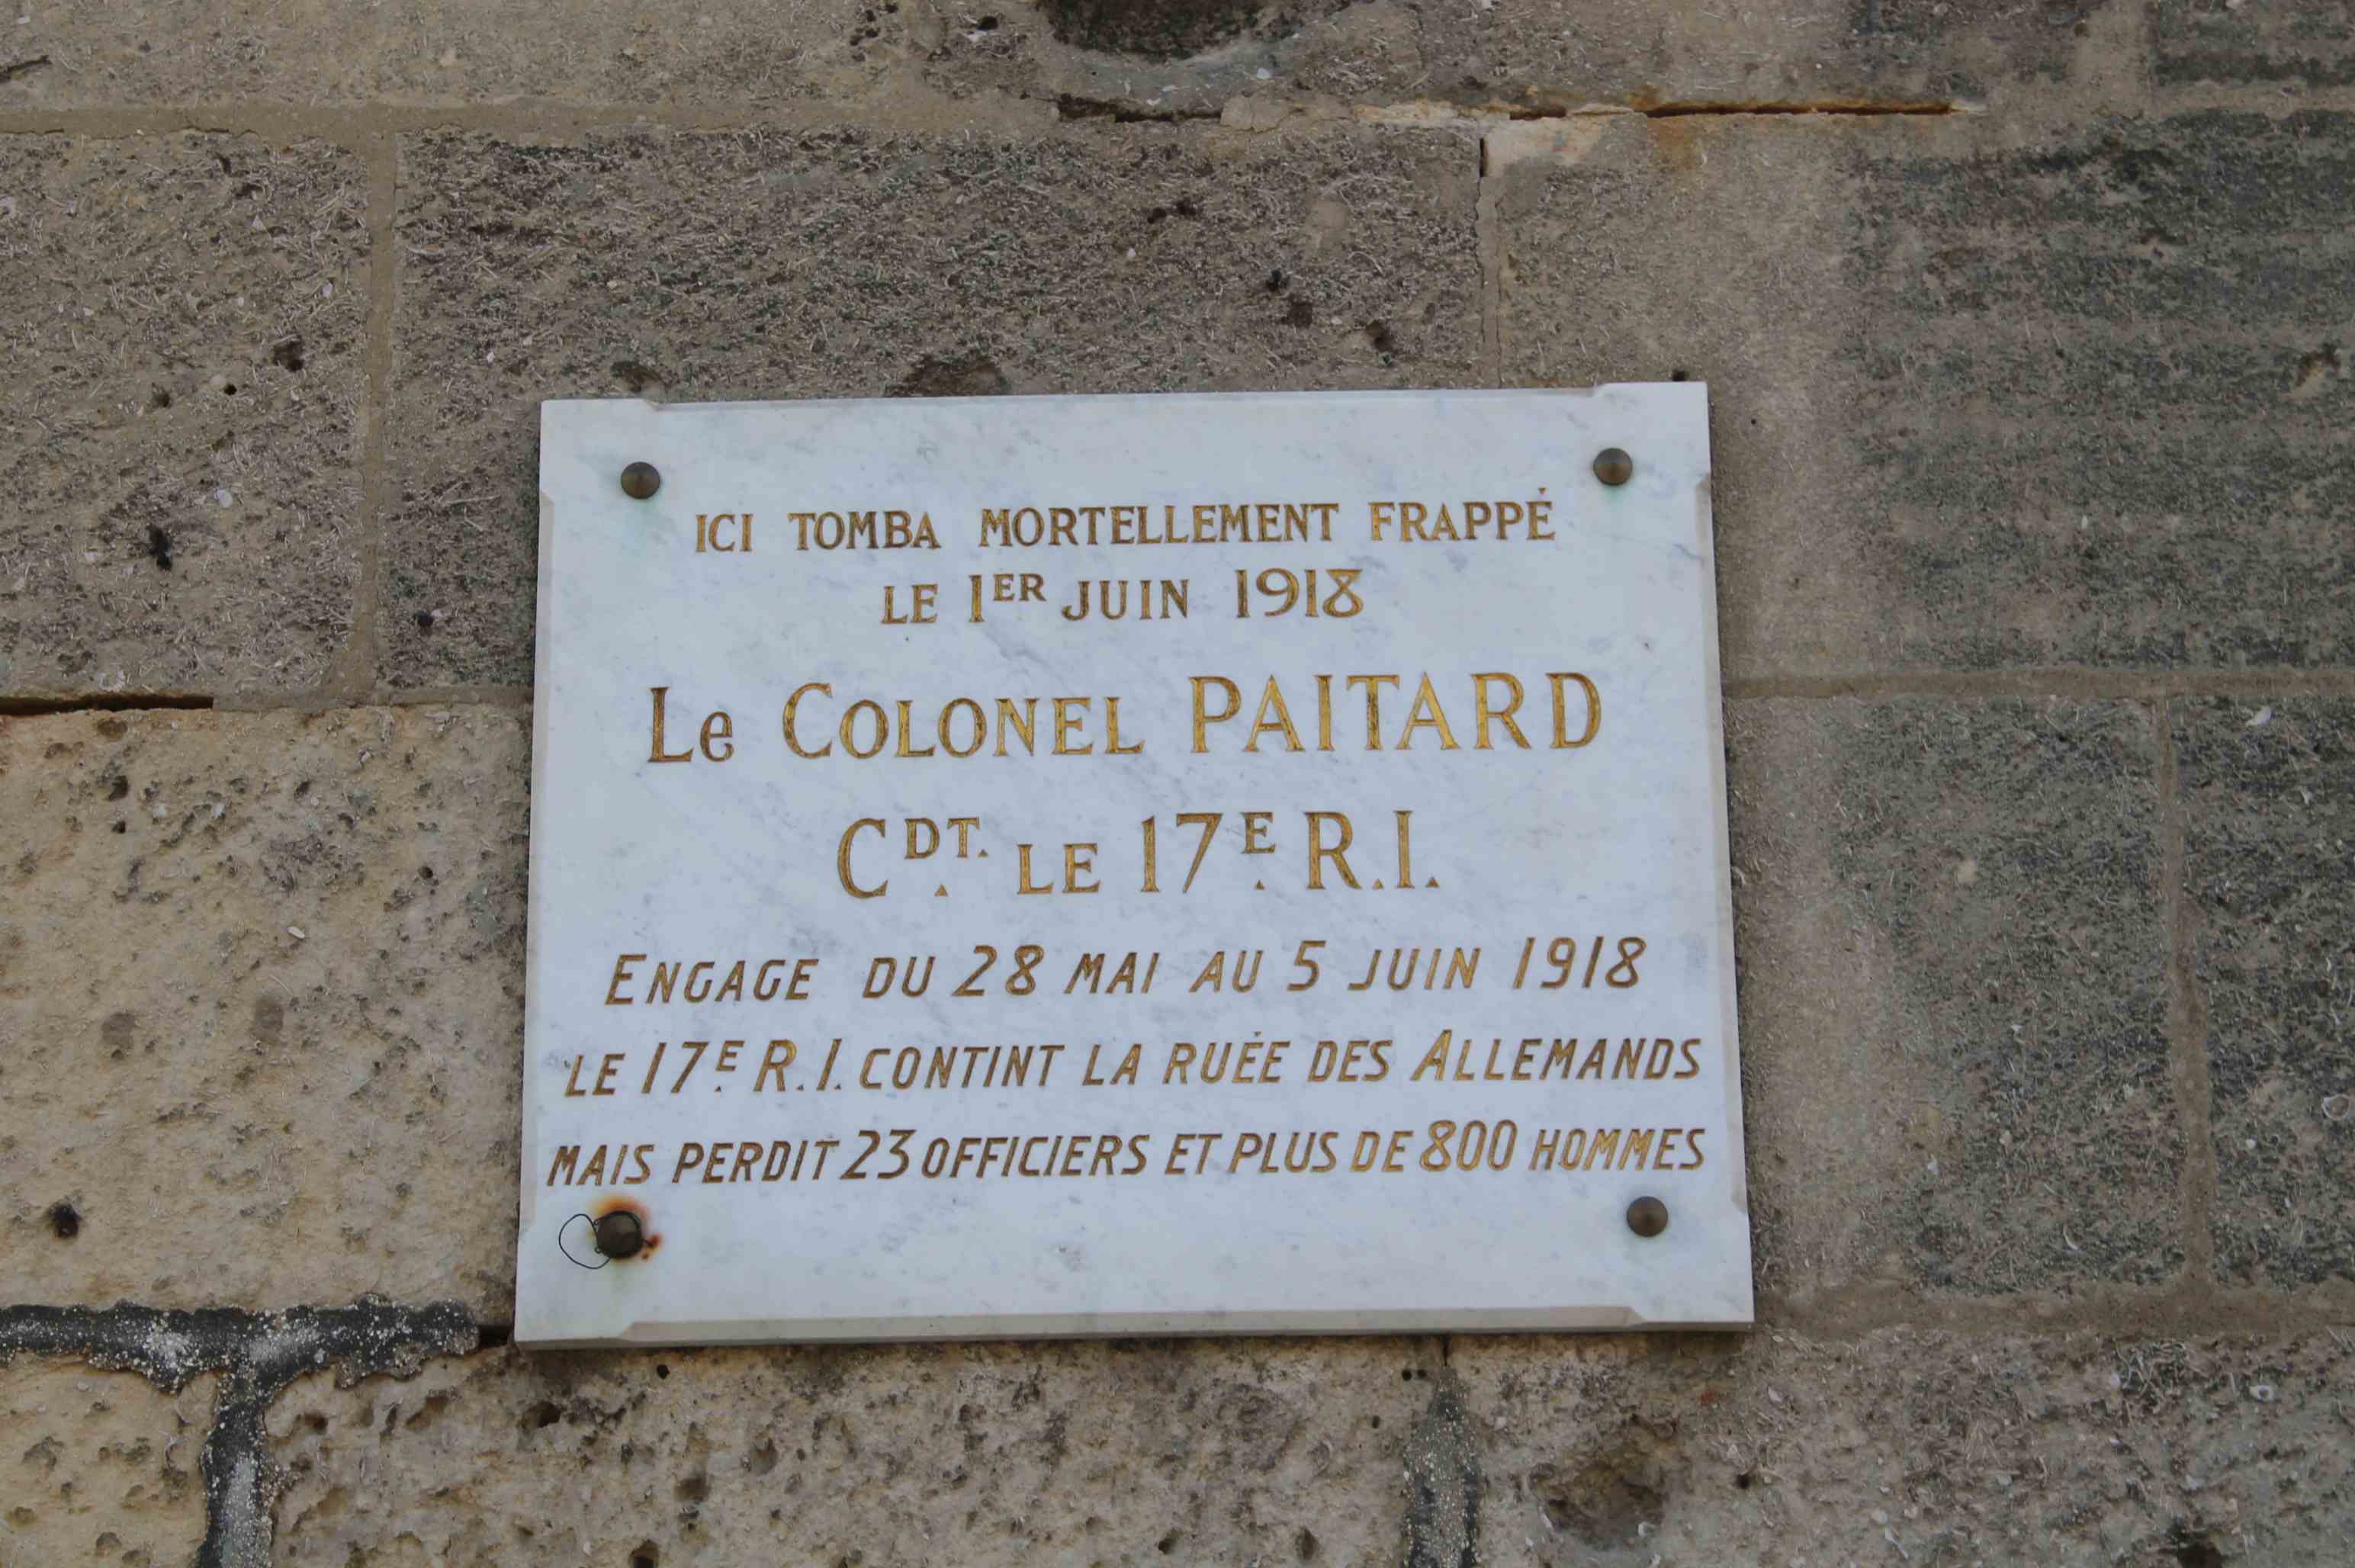 ICI TOMBA MORTELLEMENT FRAPPÉ
LE 1ER JUIN 1918
Le COLONEL PAITARD
CDT. LE 17E R.I.
ENGAGE DU 28 MAI AU 5 JUIN 1918
LE 17E R.I. CONTINT LA RUÉE DES ALLEMANDS
MAIS PERDIT 23 OFFICIERS ET PLUS DE 800 HOMMES